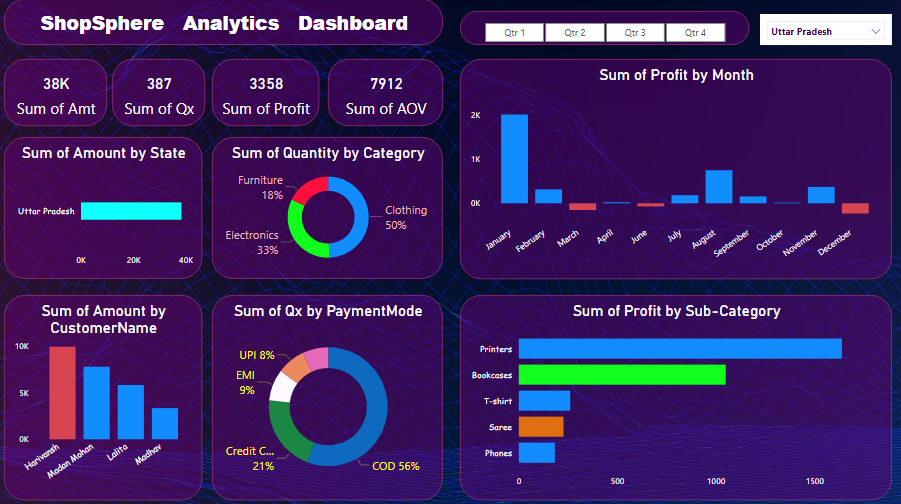 ShopSphere Analytics Dashboard
Qtr 1 Qtr 2 Qtr 3 Qtr 4
Uttar Pradesh
38K
Sum of Amt
387
Sum of Qx
3358
Sum of Profit
7912
Sum of AOV
Sum of Profit by Month
2K
1K
0K
January February March April June July August September October November December
Sum of Amount by State
Uttar Pradesh
0K 20K 40K
Sum of Quantity by Category
Furniture
18%
Clothing
50%
Electronics
33%
Sum of Amount by
CustomerName
10K
5K
0K
Harivansh Madan Mohan Lalita Madhav
Sum of Qx by PaymentMode
UPI 8%
EMI
9%
Credit C...
21%
COD 56%
Sum of Profit by Sub-Category
Printers
Bookcases
T-shirt
Saree
Phones
0 500 1000 1500